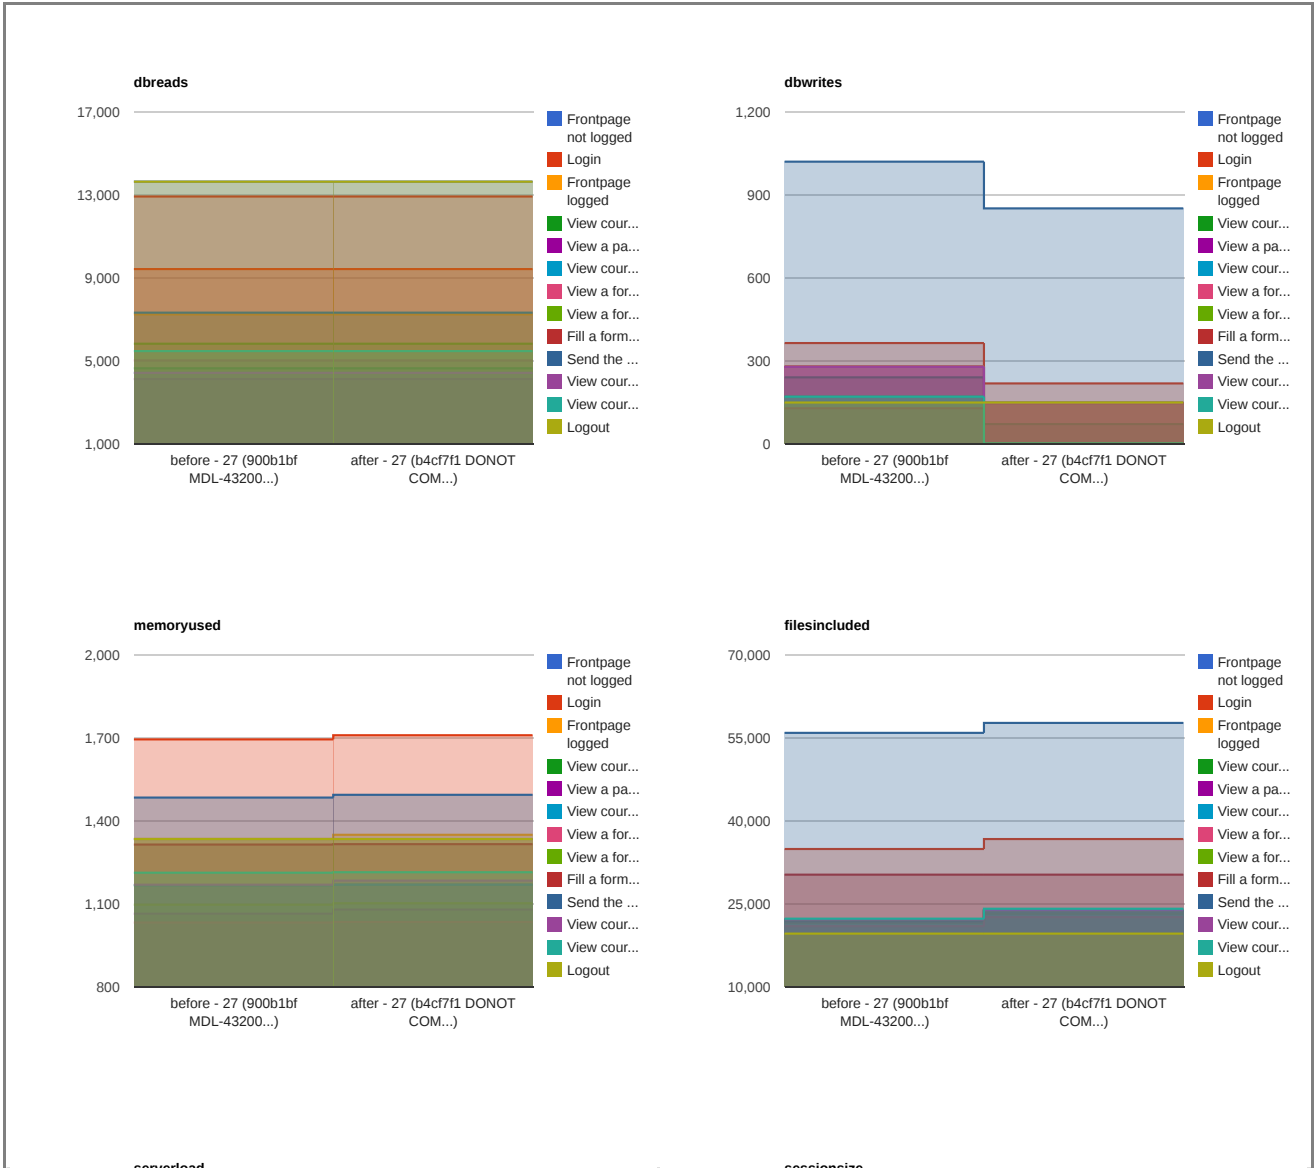 dbreads
17,000
13,000
9,000
5,000
1,000
before - 27 (900b1bf
MDL-43200...)
after - 27 (b4cf7f1 DONOT
COM...)
Frontpage
not logged
Login
Frontpage
logged
View cour...
View a pa...
View cour...
View a for...
View a for...
Fill a form...
Send the ...
View cour...
View cour...
Logout
dbwrites
1,200
900
600
300
0
before - 27 (900b1bf
MDL-43200...)
after - 27 (b4cf7f1 DONOT
COM...)
Frontpage
not logged
Login
Frontpage
logged
View cour...
View a pa...
View cour...
View a for...
View a for...
Fill a form...
Send the ...
View cour...
View cour...
Logout
memoryused
2,000
1,700
1,400
1,100
800
before - 27 (900b1bf
MDL-43200...)
after - 27 (b4cf7f1 DONOT
COM...)
Frontpage
not logged
Login
Frontpage
logged
View cour...
View a pa...
View cour...
View a for...
View a for...
Fill a form...
Send the ...
View cour...
View cour...
Logout
filesincluded
70,000
55,000
40,000
25,000
10,000
before - 27 (900b1bf
MDL-43200...)
after - 27 (b4cf7f1 DONOT
COM...)
Frontpage
not logged
Login
Frontpage
logged
View cour...
View a pa...
View cour...
View a for...
View a for...
Fill a form...
Send the ...
View cour...
View cour...
Logout
serverload
sessionsize